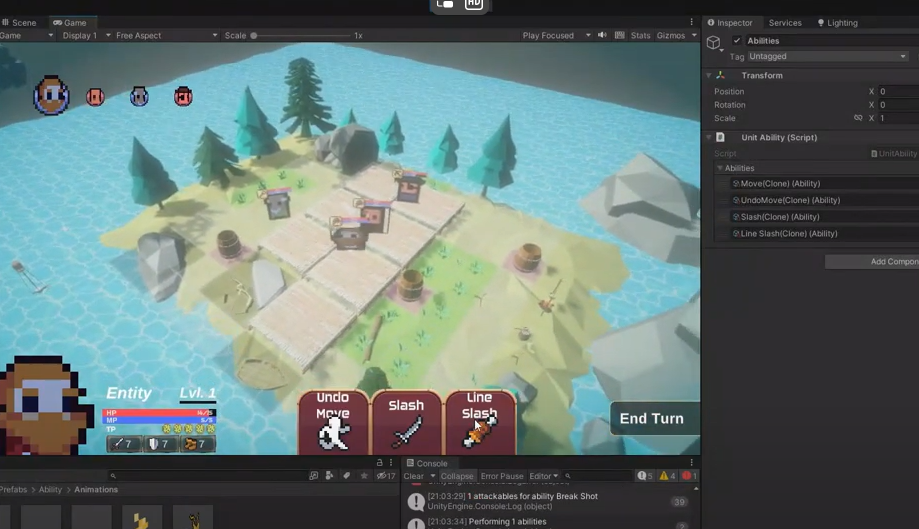 HD
Scene
Game
Inspector
Services
Lighting
Game
Display 1
Free Aspect
Scale
1x
Play Focused
Stats
Gizmos
Abilities
Tag Untagged
Transform
Position X 0
Rotation X 0
Scale X 1
Unit Ability (Script)
Script UnitAbility
Abilities
Move(Clone) (Ability)
UndoMove(Clone) (Ability)
Slash(Clone) (Ability)
Line Slash(Clone) (Ability)
Add Compon
Entity Lvl. 1
HP
MP
TP
7 7 7
Undo
Move
Slash
Line
Slash
End Turn
17
Prefabs > Ability > Animations
Console
Clear
Collapse
Error Pause
Editor
5
4
1
UnityEngine.Console:Log (object)
[21:03:29] 1 attackables for ability Break Shot
UnityEngine.Console:Log (object)
39
[21:03:34] Performing 1 abilities